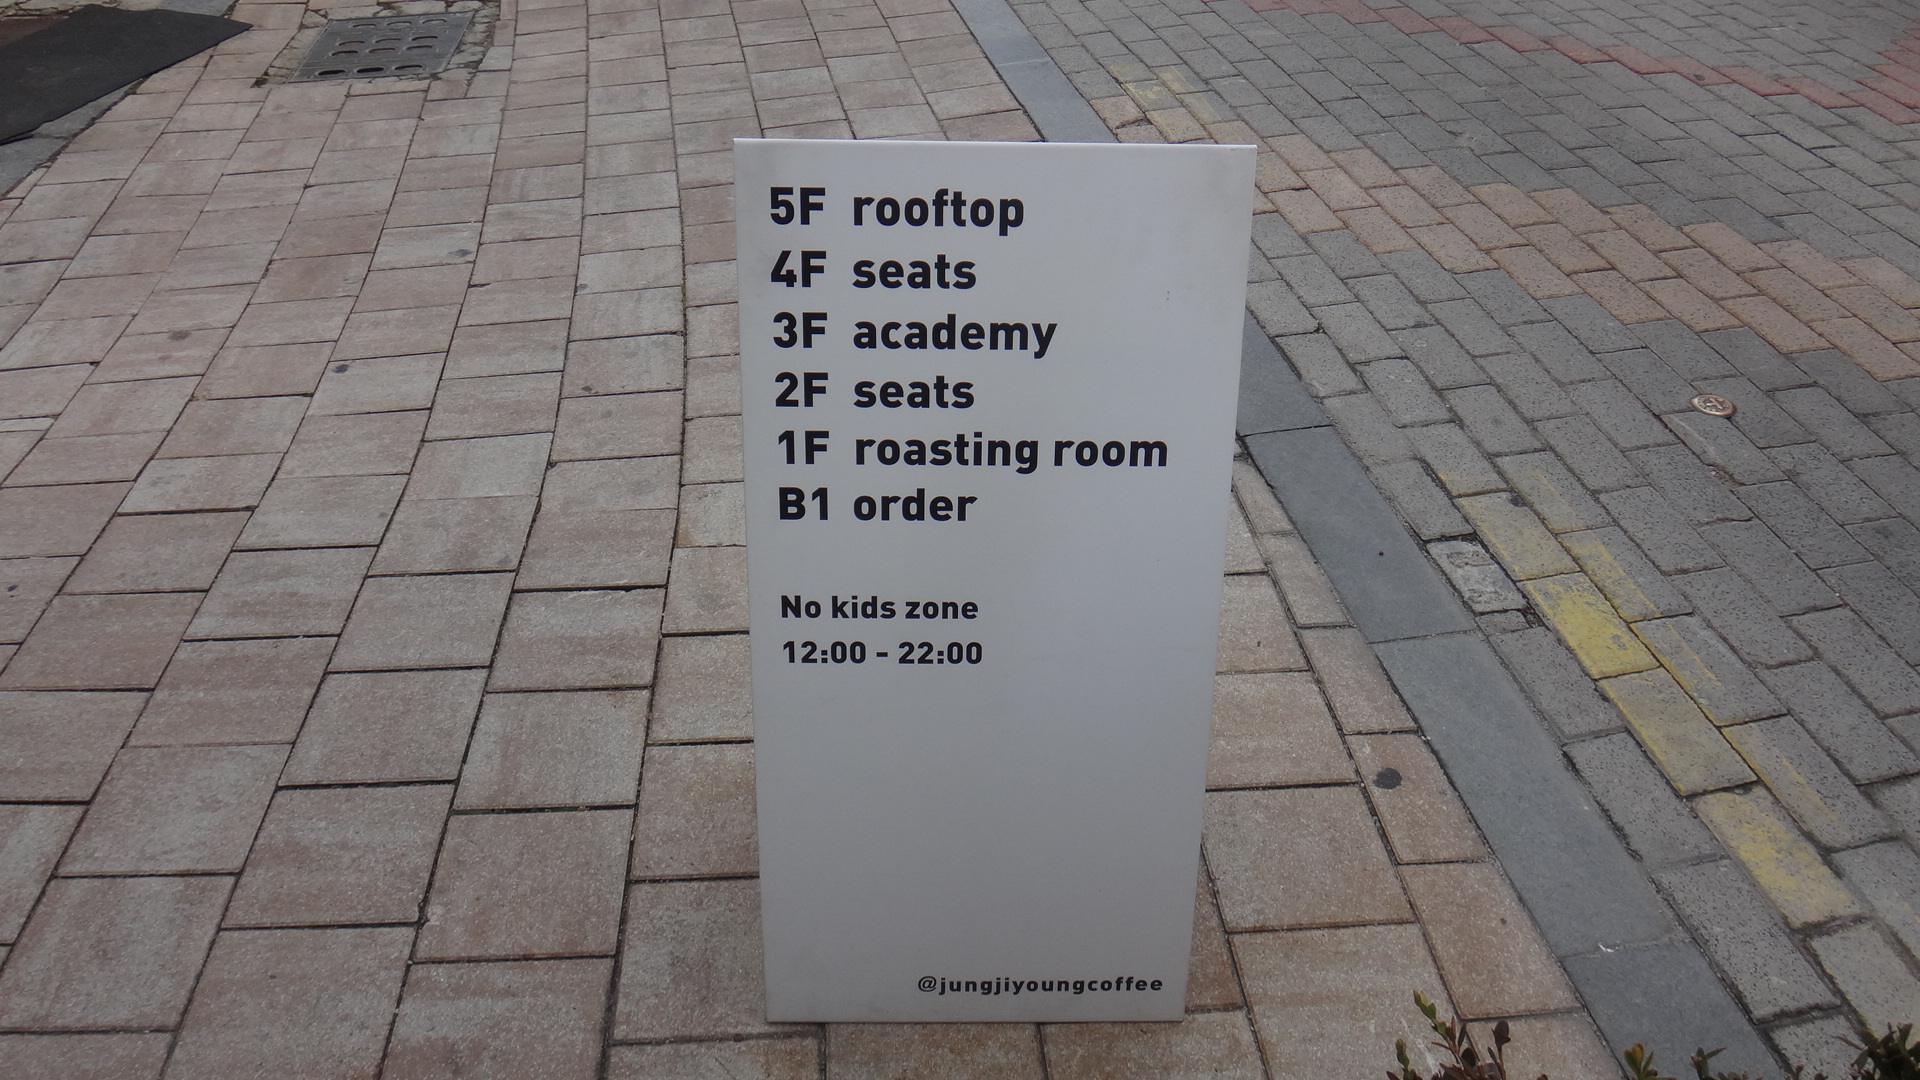 5F rooftop
4F seats
3F academy
2F seats
1F roasting room
B1 order
No kids zone
12:00 - 22:00
@jungjiyoungcoffee